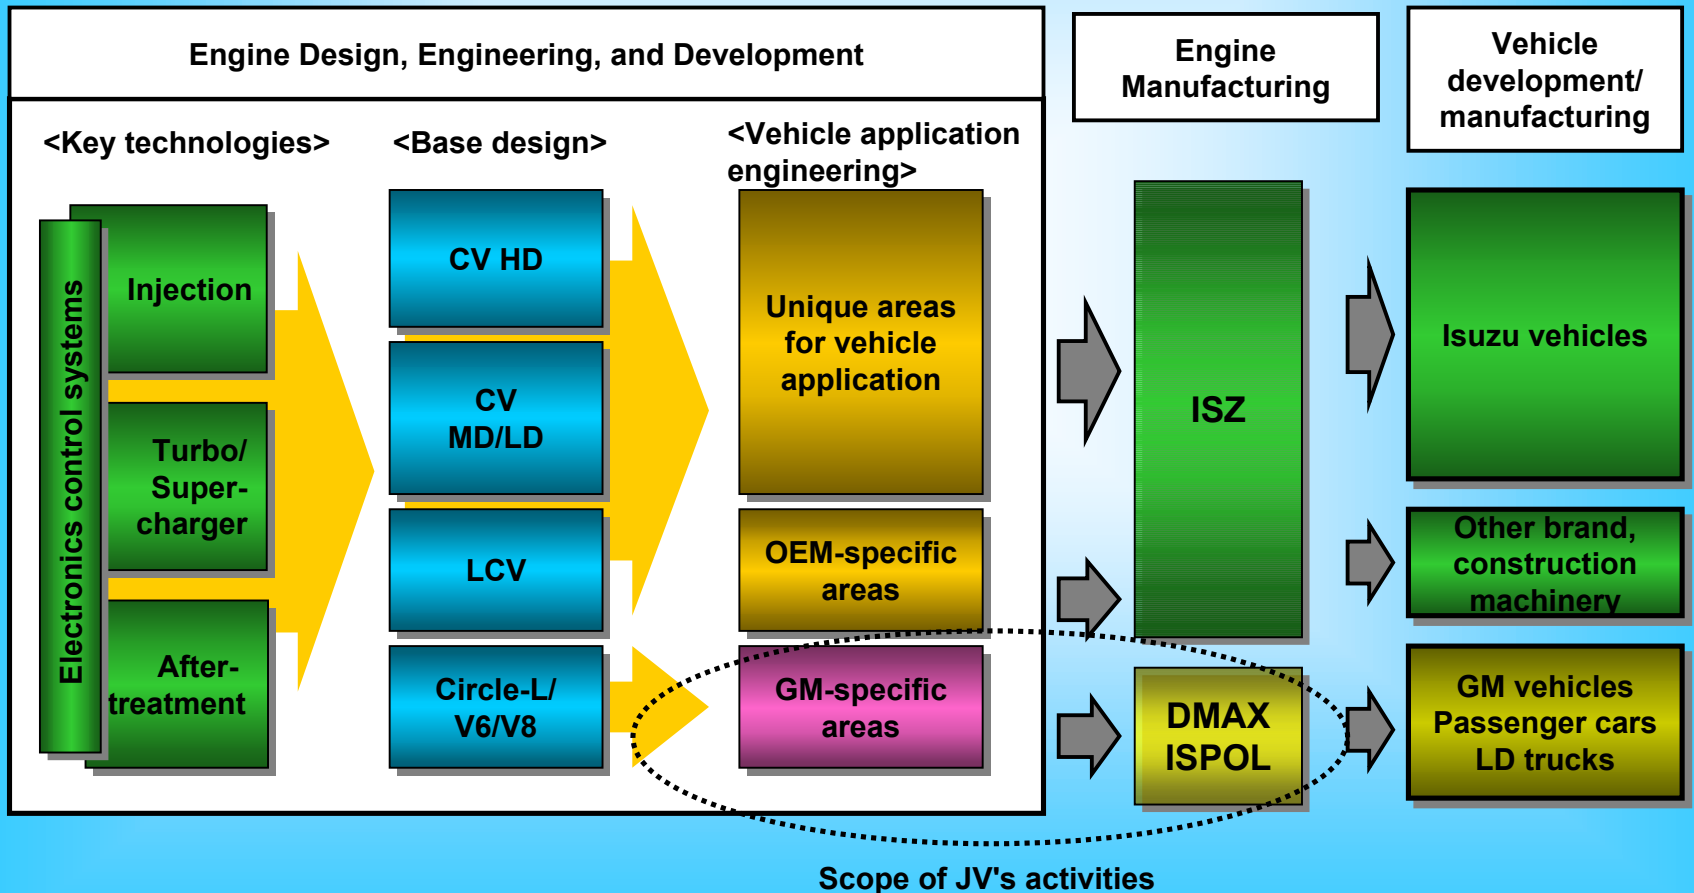 Engine Design, Engineering, and Development
Engine
Manufacturing
Vehicle
development/
manufacturing
<Key technologies>
<Base design>
<Vehicle application
engineering>
Electronics control systems
Injection
Turbo/
Super-
charger
After-
treatment
CV HD
CV
MD/LD
LCV
Circle-L/
V6/V8
Unique areas
for vehicle
application
OEM-specific
areas
GM-specific
areas
ISZ
DMAX
ISPOL
Isuzu vehicles
Other brand,
construction
machinery
GM vehicles
Passenger cars
LD trucks
Scope of JV's activities